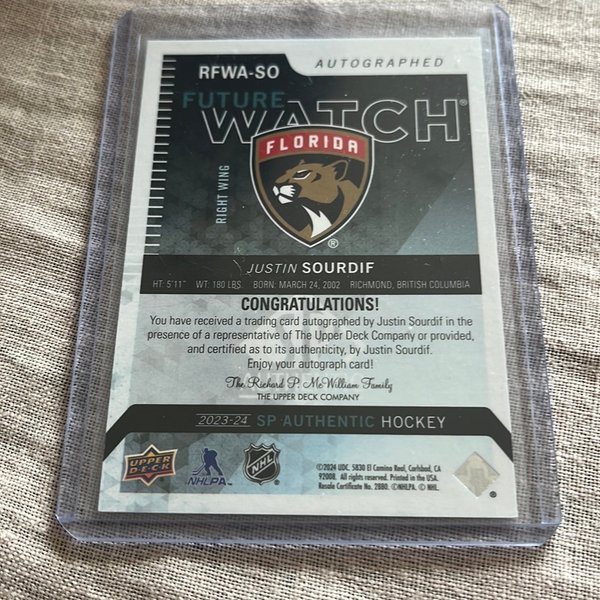 AUTOGRAPHED
RFWA-SO
FUTURE
WATCH®
FLORIDA
®
RIGHT WING
JUSTIN SOURDIF
HT: 5'11" WT: 180 LBS. BORN: MARCH 24, 2002 RICHMOND, BRITISH COLUMBIA
CONGRATULATIONS!
You have received a trading card autographed by Justin Sourdif in the
presence of a representative of The Upper Deck Company or provided,
and certified as to its authenticity, by Justin Sourdif.
Enjoy your autograph card!
The Richard P. McWilliam Family
THE UPPER DECK COMPANY
2023-24 SP AUTHENTIC HOCKEY
UPPER DECK
NHLPA
NHL
©2024 UDC, 5830 El Camino Real, Carlsbad, CA
92008. All rights reserved. Printed in the USA.
Resale Certificate No. 2880. ©NHLPA. © NHL.